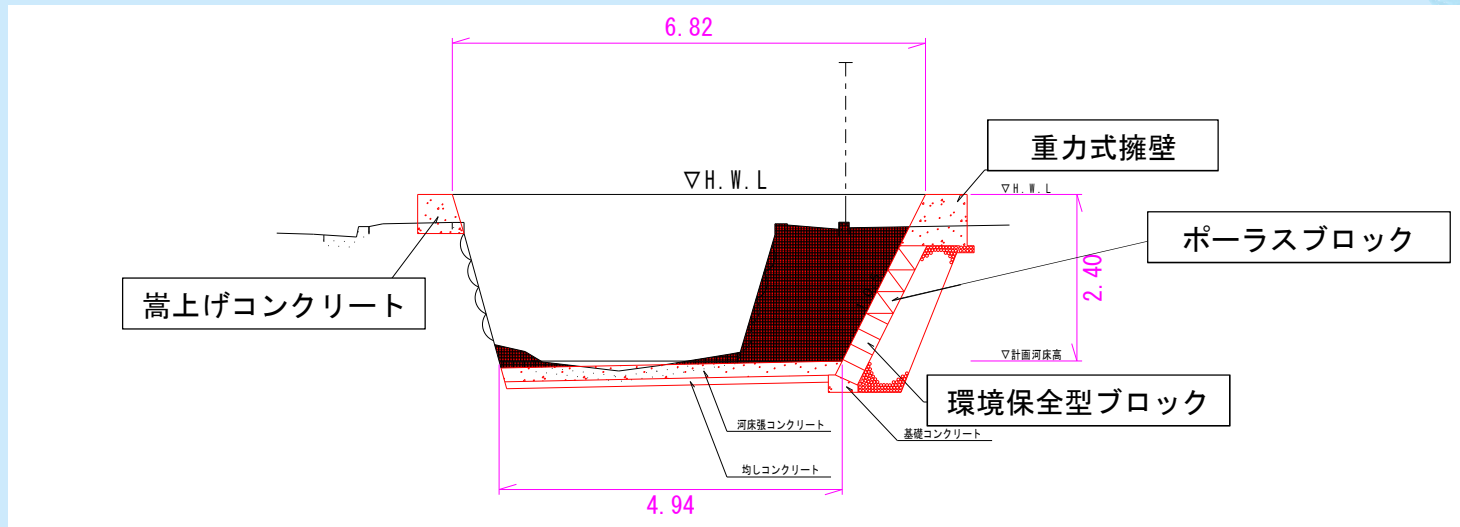 6.82
重力式擁壁
▽H.W.L
▽H.W.L
ポーラスブロック
2.40
嵩上げコンクリート
▽計画河床高
環境保全型ブロック
河床張コンクリート
基礎コンクリート
均しコンクリート
4.94